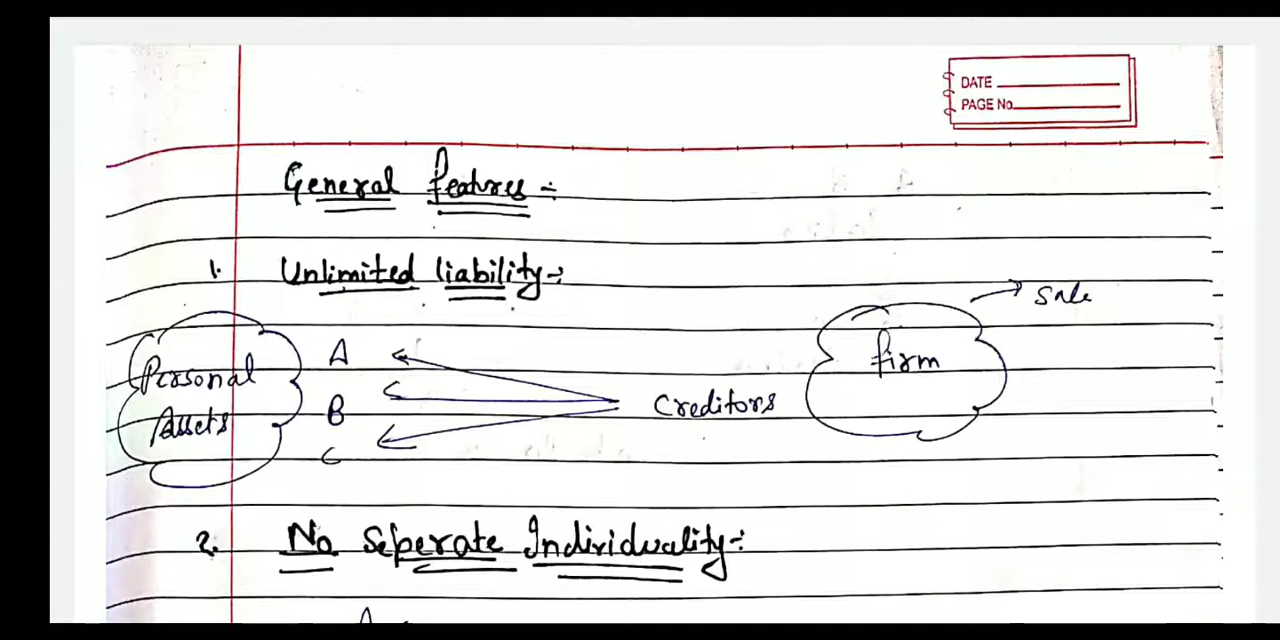 DATE
PAGE No.
General features :-
1. Unlimited liability :-
Sale
Personal Assets
A
B
C
Creditors
firm
2. No Seperate Individuality :-
A